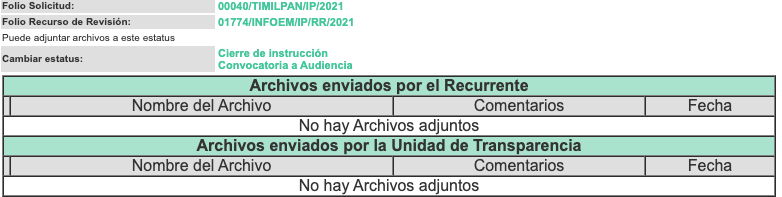 Folio Solicitud: 00040/TIMILPAN/IP/2021
Folio Recurso de Revisión: 01774/INFOEM/IP/RR/2021
Puede adjuntar archivos a este estatus
Cambiar estatus: Cierre de instrucción
Convocatoria a Audiencia
Archivos enviados por el Recurrente
Nombre del Archivo Comentarios Fecha
No hay Archivos adjuntos
Archivos enviados por la Unidad de Transparencia
Nombre del Archivo Comentarios Fecha
No hay Archivos adjuntos